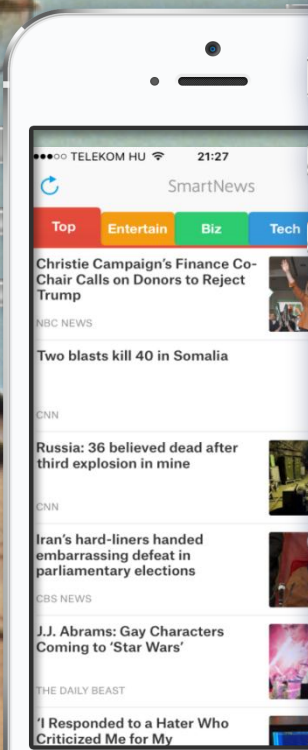 TELEKOM HU 21:27
SmartNews
Top Entertain Biz Tech
Christie Campaign's Finance Co-
Chair Calls on Donors to Reject
Trump
NBC NEWS
Two blasts kill 40 in Somalia
CNN
Russia: 36 believed dead after
third explosion in mine
CNN
Iran's hard-liners handed
embarrassing defeat in
parliamentary elections
CBS NEWS
J.J. Abrams: Gay Characters
Coming to 'Star Wars'
THE DAILY BEAST
'I Responded to a Hater Who
Criticized Me for My